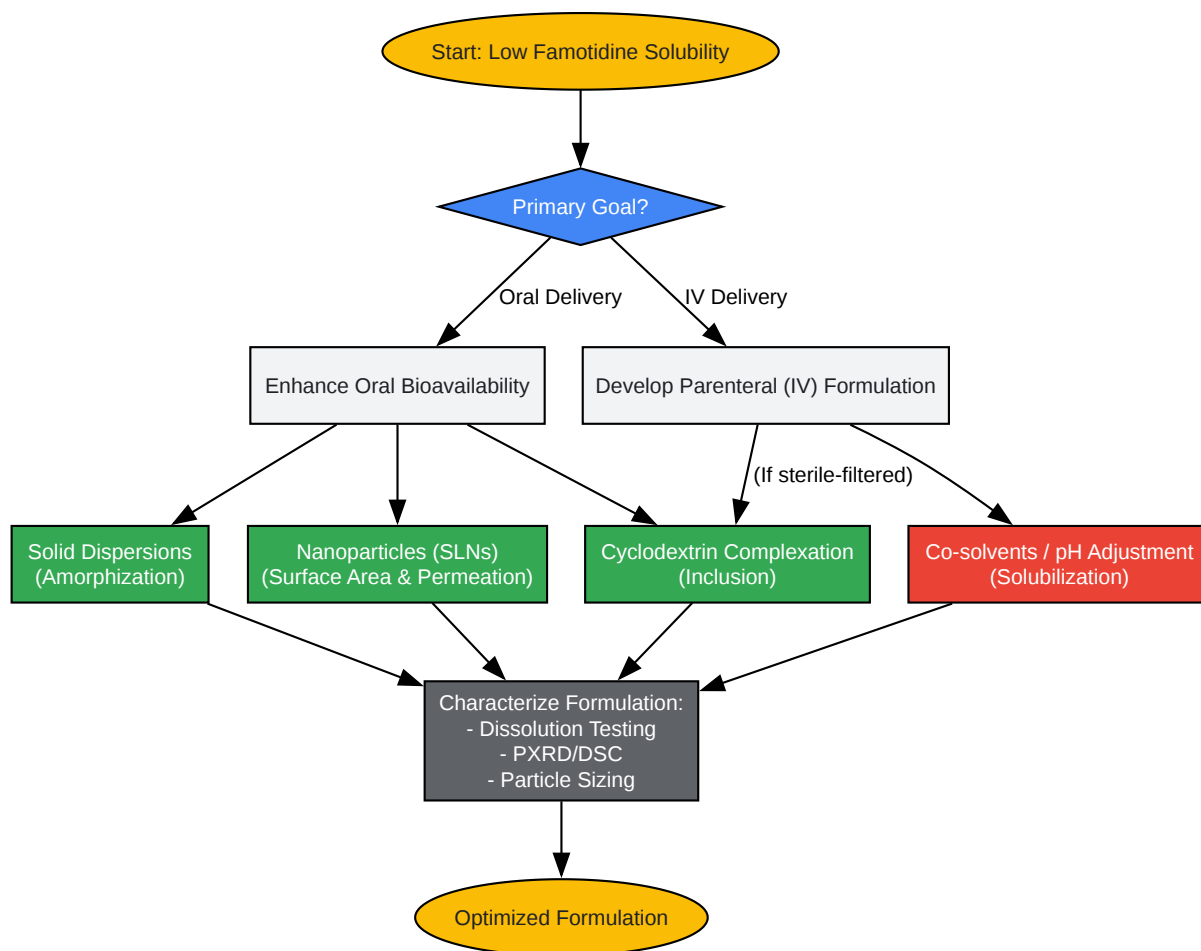 Start: Low Famotidine Solubility
Primary Goal?
Oral Delivery
IV Delivery
Enhance Oral Bioavailability
Develop Parenteral (IV) Formulation
(If sterile-filtered)
Solid Dispersions
(Amorphization)
Nanoparticles (SLNs)
(Surface Area & Permeation)
Cyclodextrin Complexation
(Inclusion)
Co-solvents / pH Adjustment
(Solubilization)
Characterize Formulation:
- Dissolution Testing
- PXRD/DSC
- Particle Sizing
Optimized Formulation